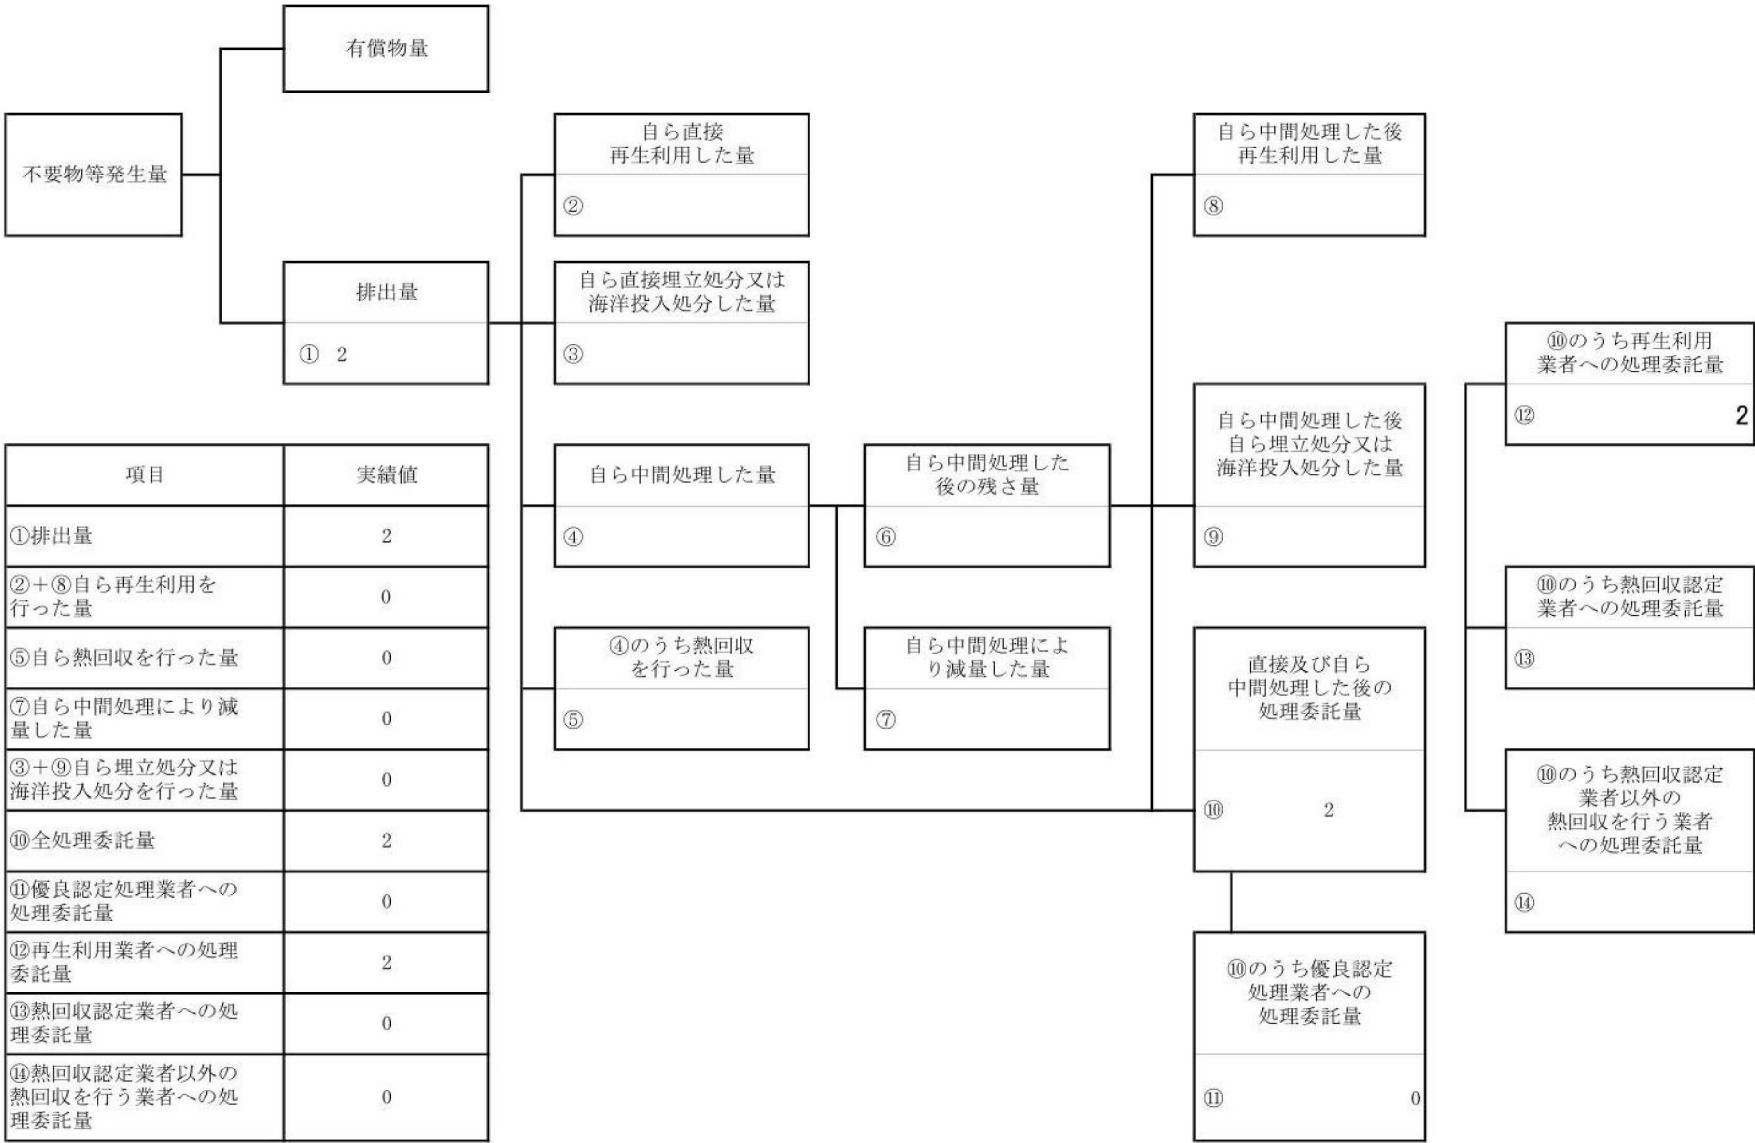 有償物量
不要物等発生量
排出量
① 2
自ら直接
再生利用した量
②
自ら直接埋立処分又は
海洋投入処分した量
③
自ら中間処理した量
④
④のうち熱回収
を行った量
⑤
自ら中間処理した
後の残さ量
⑥
自ら中間処理によ
り減量した量
⑦
自ら中間処理した後
再生利用した量
⑧
自ら中間処理した後
自ら埋立処分又は
海洋投入処分した量
⑨
直接及び自ら
中間処理した後の
処理委託量
⑩ 2
⑩のうち優良認定
処理業者への
処理委託量
⑪ 0
⑩のうち再生利用
業者への処理委託量
⑫ 2
⑩のうち熱回収認定
業者への処理委託量
⑬
⑩のうち熱回収認定
業者以外の
熱回収を行う業者
への処理委託量
⑭
項目 実績値
①排出量 2
②+⑧自ら再生利用を
行った量 0
⑤自ら熱回収を行った量 0
⑦自ら中間処理により減
量した量 0
③+⑨自ら埋立処分又は
海洋投入処分を行った量 0
⑩全処理委託量 2
⑪優良認定処理業者への
処理委託量 0
⑫再生利用業者への処理
委託量 2
⑬熱回収認定業者への処
理委託量 0
⑭熱回収認定業者以外の
熱回収を行う業者への処
理委託量 0